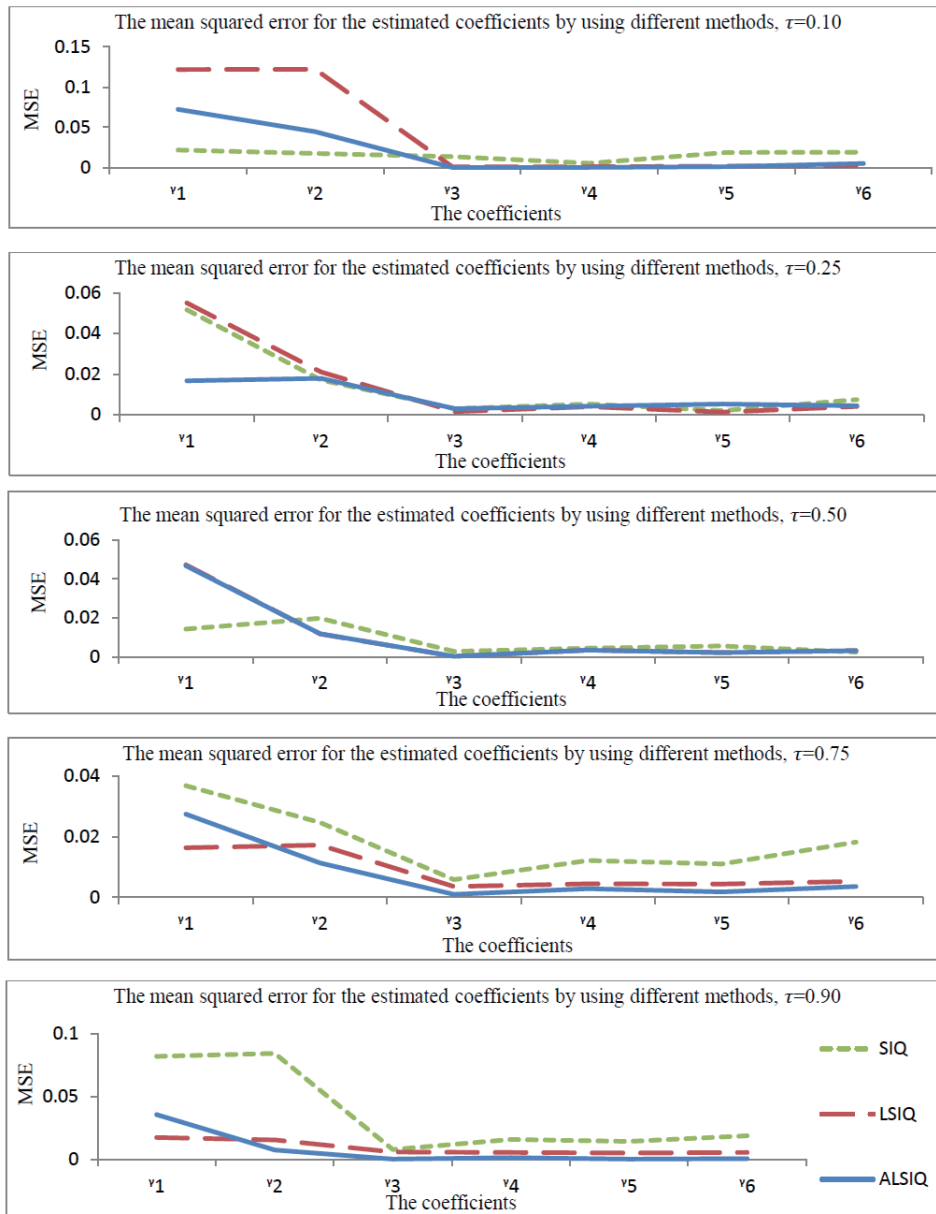 The mean squared error for the estimated coefficients by using different methods, τ=0.10
0.15
0.1
0.05
0
MSE
γ1 γ2 γ3 γ4 γ5 γ6
The coefficients
The mean squared error for the estimated coefficients by using different methods, τ=0.25
0.06
0.04
0.02
0
MSE
γ1 γ2 γ3 γ4 γ5 γ6
The coefficients
The mean squared error for the estimated coefficients by using different methods, τ=0.50
0.06
0.04
0.02
0
MSE
γ1 γ2 γ3 γ4 γ5 γ6
The coefficients
The mean squared error for the estimated coefficients by using different methods, τ=0.75
0.04
0.02
0
MSE
γ1 γ2 γ3 γ4 γ5 γ6
The coefficients
The mean squared error for the estimated coefficients by using different methods, τ=0.90
0.1
0.05
0
MSE
γ1 γ2 γ3 γ4 γ5 γ6
The coefficients
SIQ
LSIQ
ALSIQ